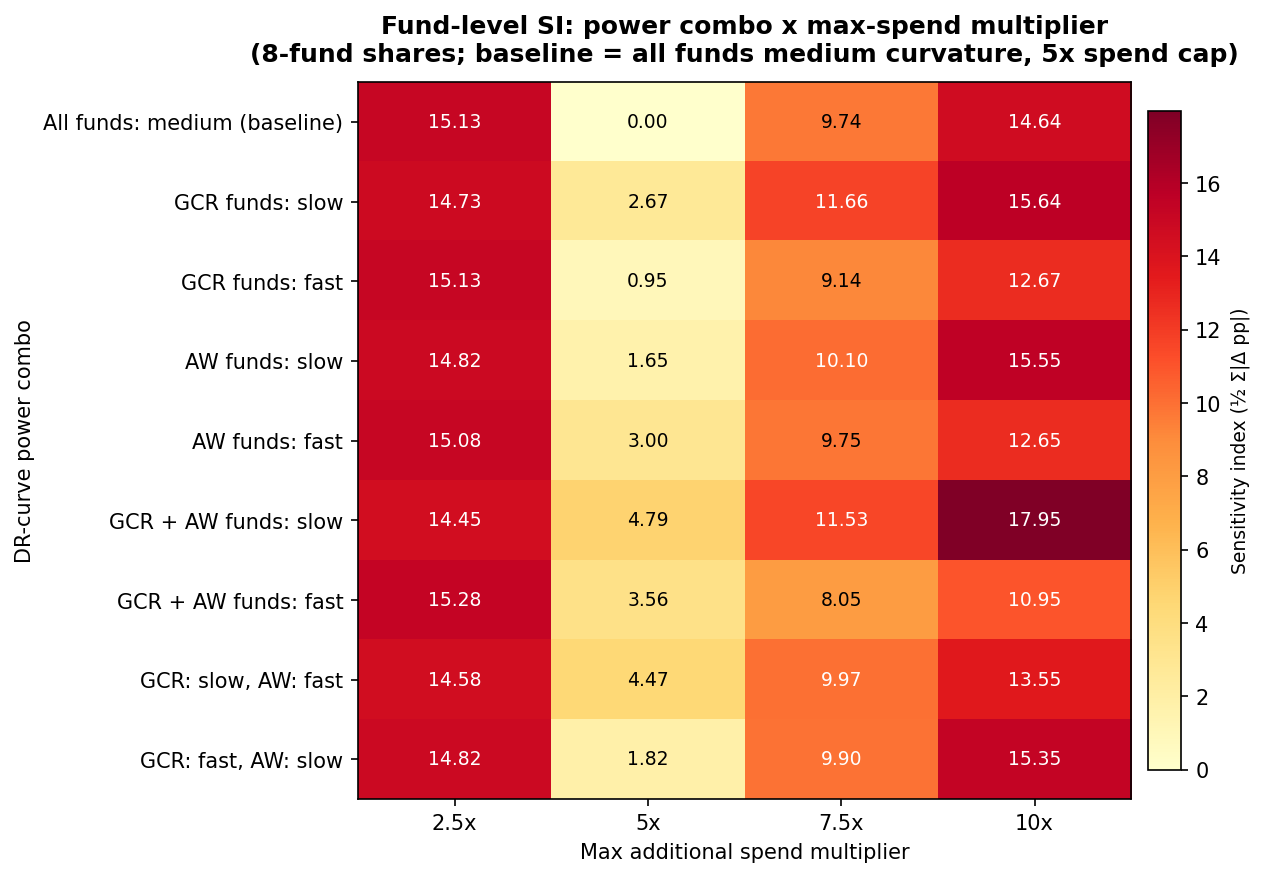 Fund-level SI: power combo x max-spend multiplier
(8-fund shares; baseline = all funds medium curvature, 5x spend cap)
All funds: medium (baseline) 15.13 0.00 9.74 14.64
GCR funds: slow 14.73 2.67 11.66 15.64
GCR funds: fast 15.13 0.95 9.14 12.67
AW funds: slow 14.82 1.65 10.10 15.55
AW funds: fast 15.08 3.00 9.75 12.65
GCR + AW funds: slow 14.45 4.79 11.53 17.95
GCR + AW funds: fast 15.28 3.56 8.05 10.95
GCR: slow, AW: fast 14.58 4.47 9.97 13.55
GCR: fast, AW: slow 14.82 1.82 9.90 15.35
2.5x 5x 7.5x 10x
Max additional spend multiplier
DR-curve power combo
16
14
12
10
8
6
4
2
0
Sensitivity index (½ Σ|Δ pp|)